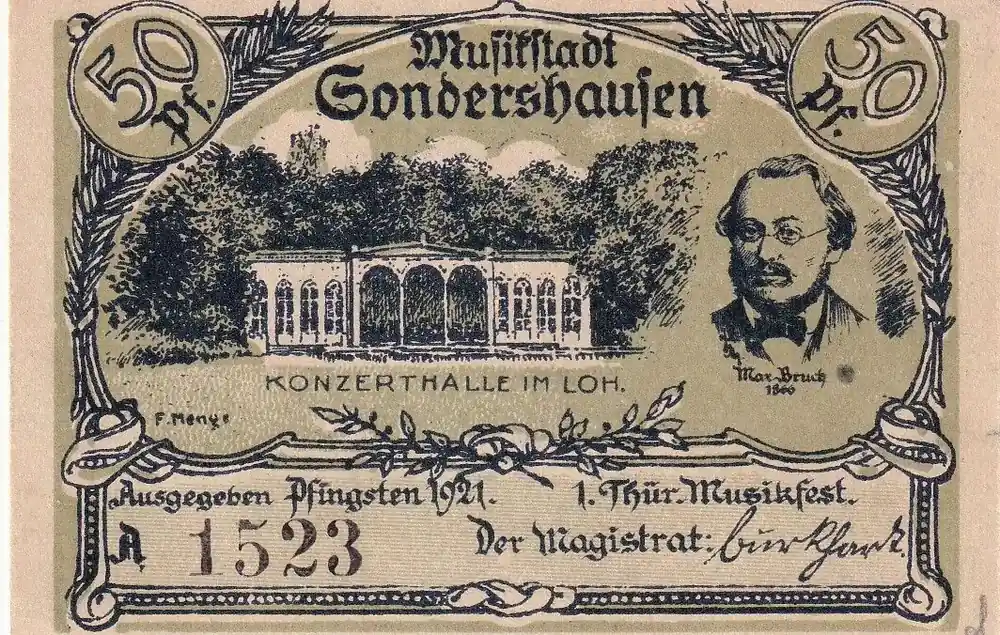 50 Pf.
50 Pf.
Musikstadt
Sondershausen
Max Bruch
KONZERTHALLE IM LOH.
F. Menge
Ausgegeben Pfingsten 1921. 1. Thür. Musikfest.
A 1523
Der Magistrat: Burkhardt